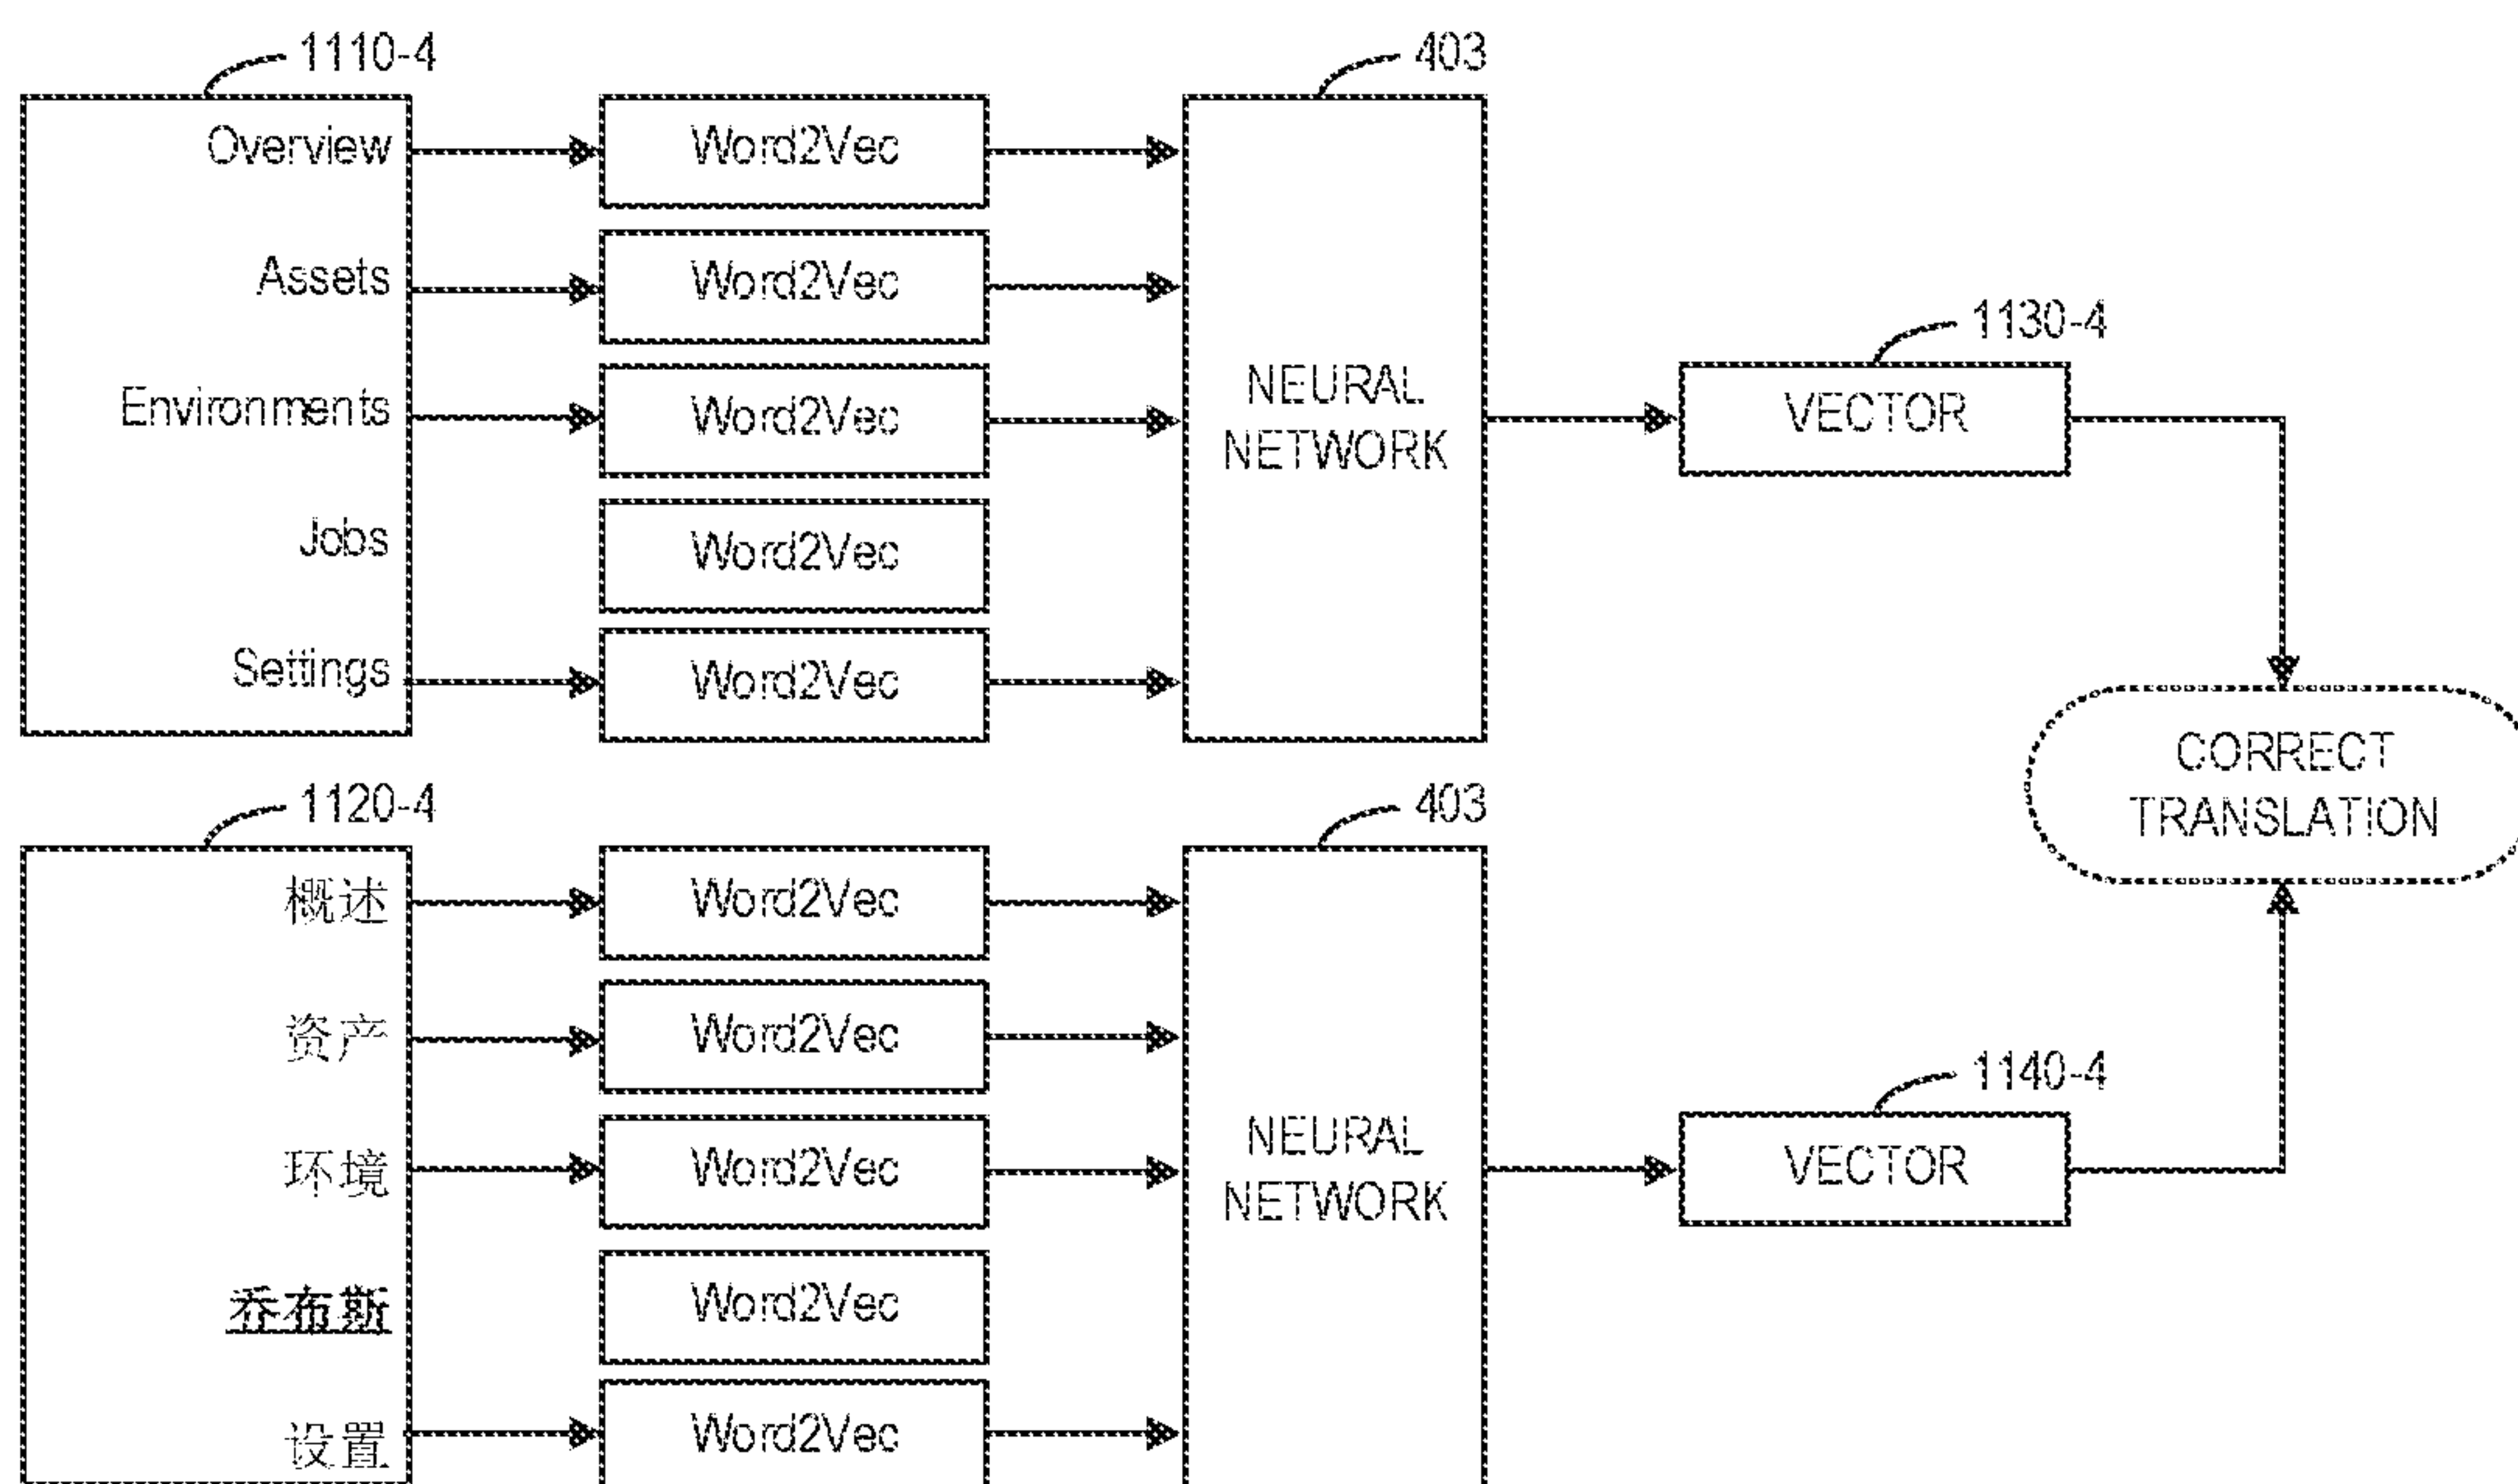 1110-4
403
Overview
Word2Vec
Assets
Word2Vec
Environments
Word2Vec
Jobs
Word2Vec
Settings
Word2Vec
NEURAL
NETWORK
1130-4
VECTOR
CORRECT
TRANSLATION
1120-4
403
概述
Word2Vec
资产
Word2Vec
环境
Word2Vec
乔布斯
Word2Vec
设置
Word2Vec
NEURAL
NETWORK
1140-4
VECTOR